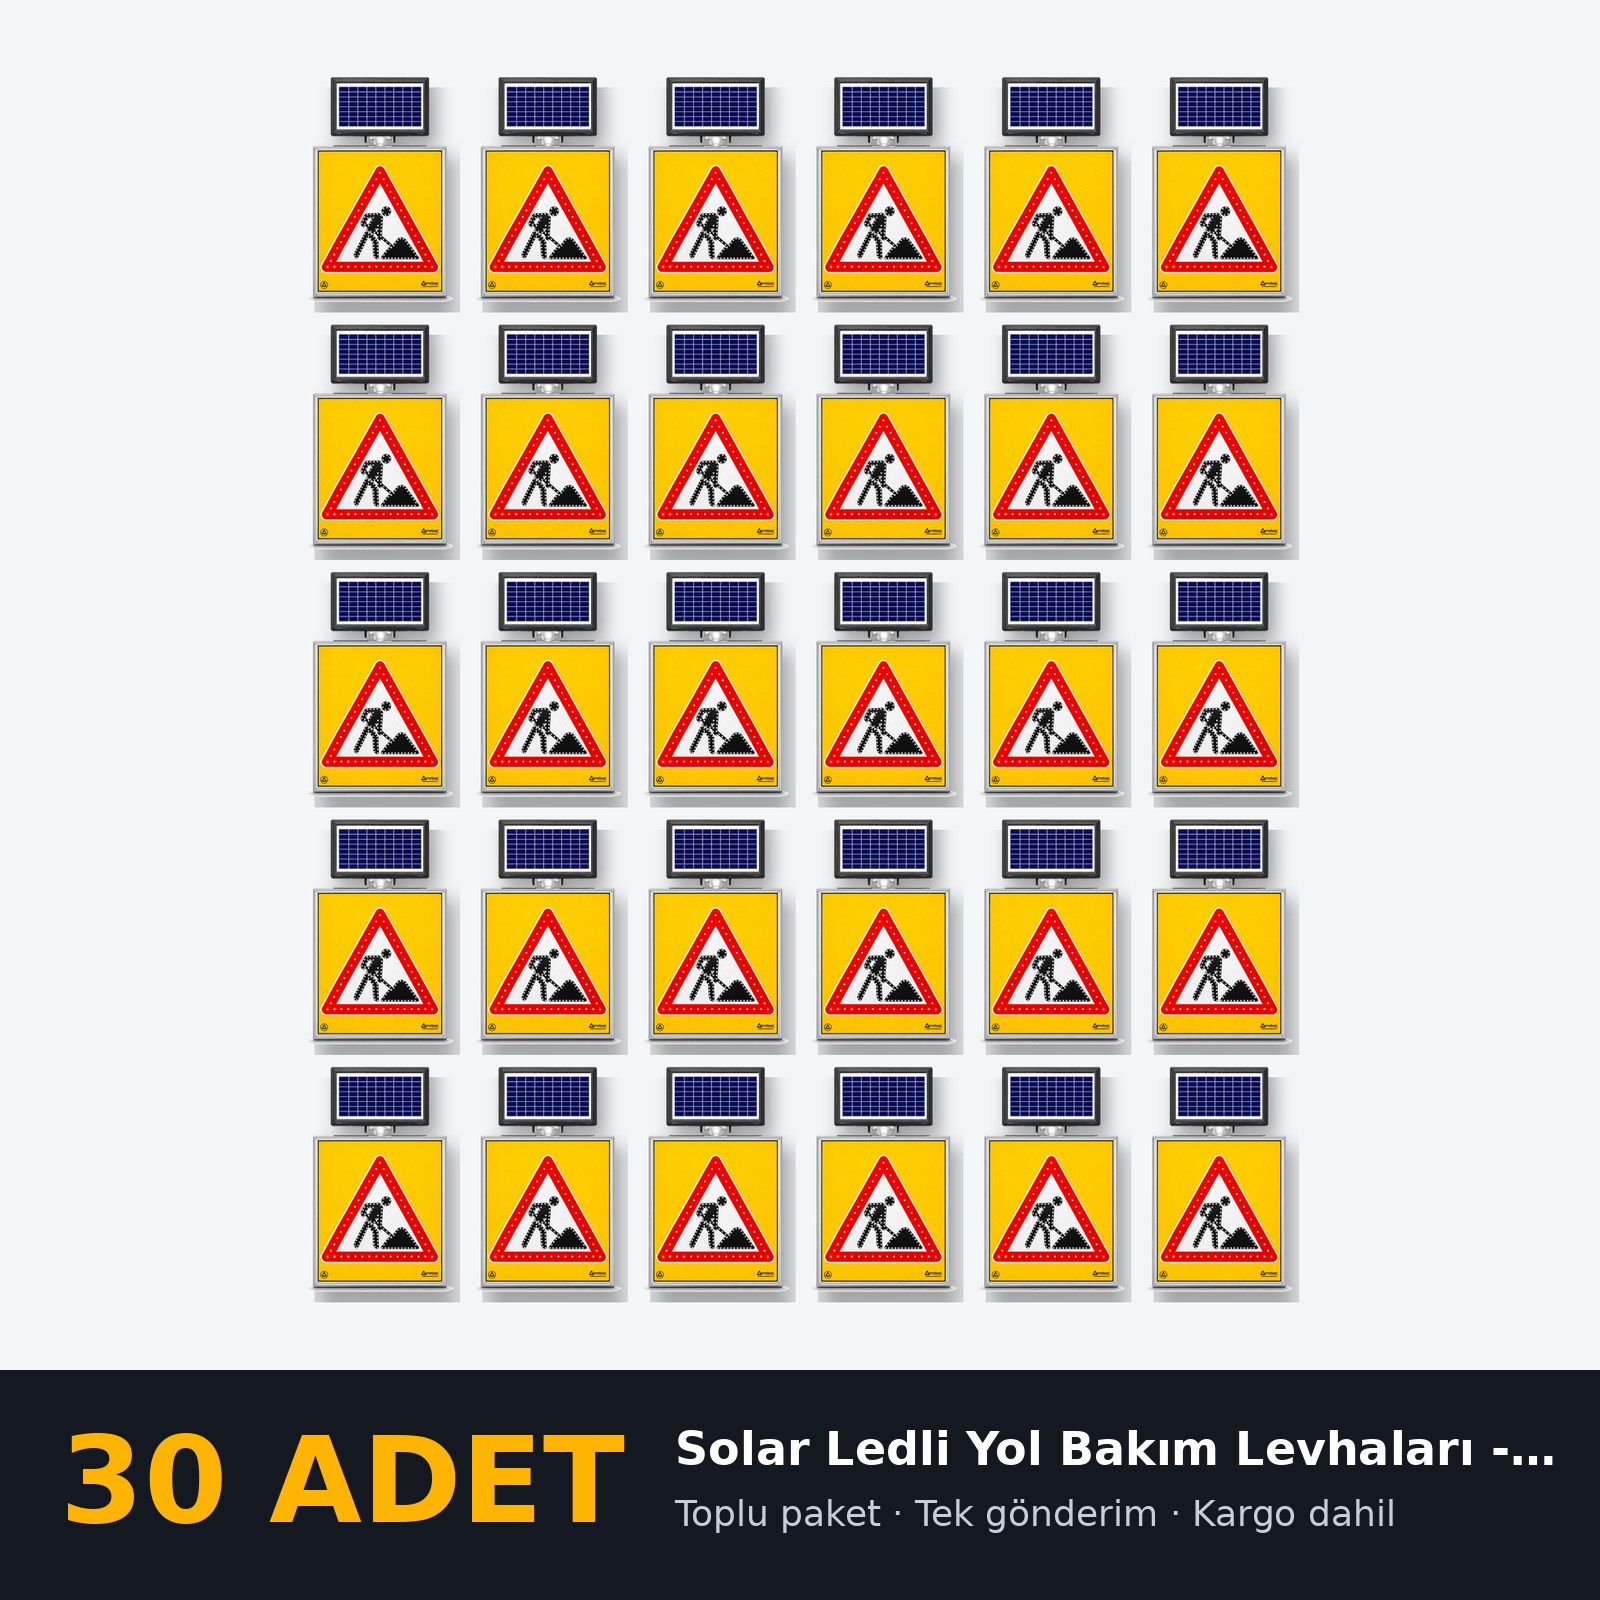 30 ADET
Solar Ledli Yol Bakım Levhaları -...
Toplu paket · Tek gönderim · Kargo dahil